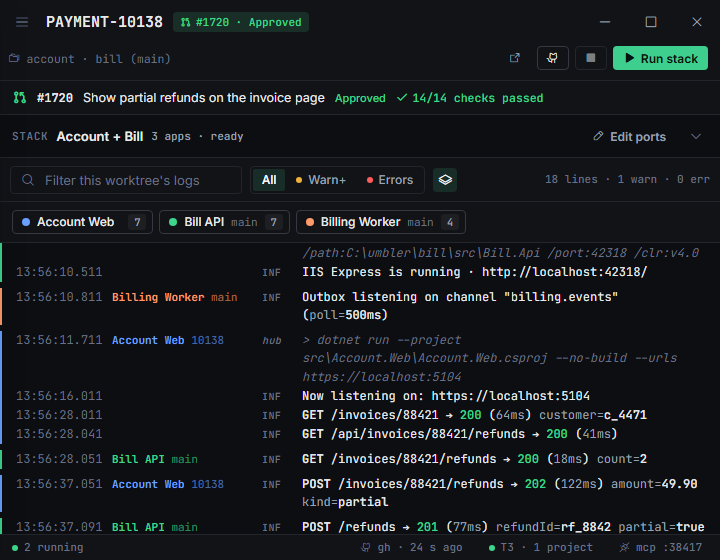 PAYMENT-10138 #1720 · Approved
account · bill (main) Run stack
#1720 Show partial refunds on the invoice page Approved 14/14 checks passed
STACK Account + Bill 3 apps · ready Edit ports
Filter this worktree's logs All Warn+ Errors 18 lines · 1 warn · 0 err
Account Web 7 Bill API main 7 Billing Worker main 4
/path:C:\umbler\bill\src\Bill.Api /port:42318 /clr:v4.0
13:56:10.511 INF IIS Express is running · http://localhost:42318/
13:56:10.811 Billing Worker main INF Outbox listening on channel "billing.events"
(poll=500ms)
13:56:11.711 Account Web 10138 hub > dotnet run --project
src\Account.Web\Account.Web.csproj --no-build --urls
https://localhost:5104
13:56:16.011 INF Now listening on: https://localhost:5104
13:56:28.011 INF GET /invoices/88421 → 200 (64ms) customer=c_4471
13:56:28.041 INF GET /api/invoices/88421/refunds → 200 (41ms)
13:56:28.051 Bill API main INF GET /invoices/88421/refunds → 200 (18ms) count=2
13:56:37.051 Account Web 10138 INF POST /invoices/88421/refunds → 202 (122ms) amount=49.90
kind=partial
13:56:37.091 Bill API main INF POST /refunds → 201 (77ms) refundId=rf_8842 partial=true
2 running gh · 24 s ago T3 · 1 project mcp :38417